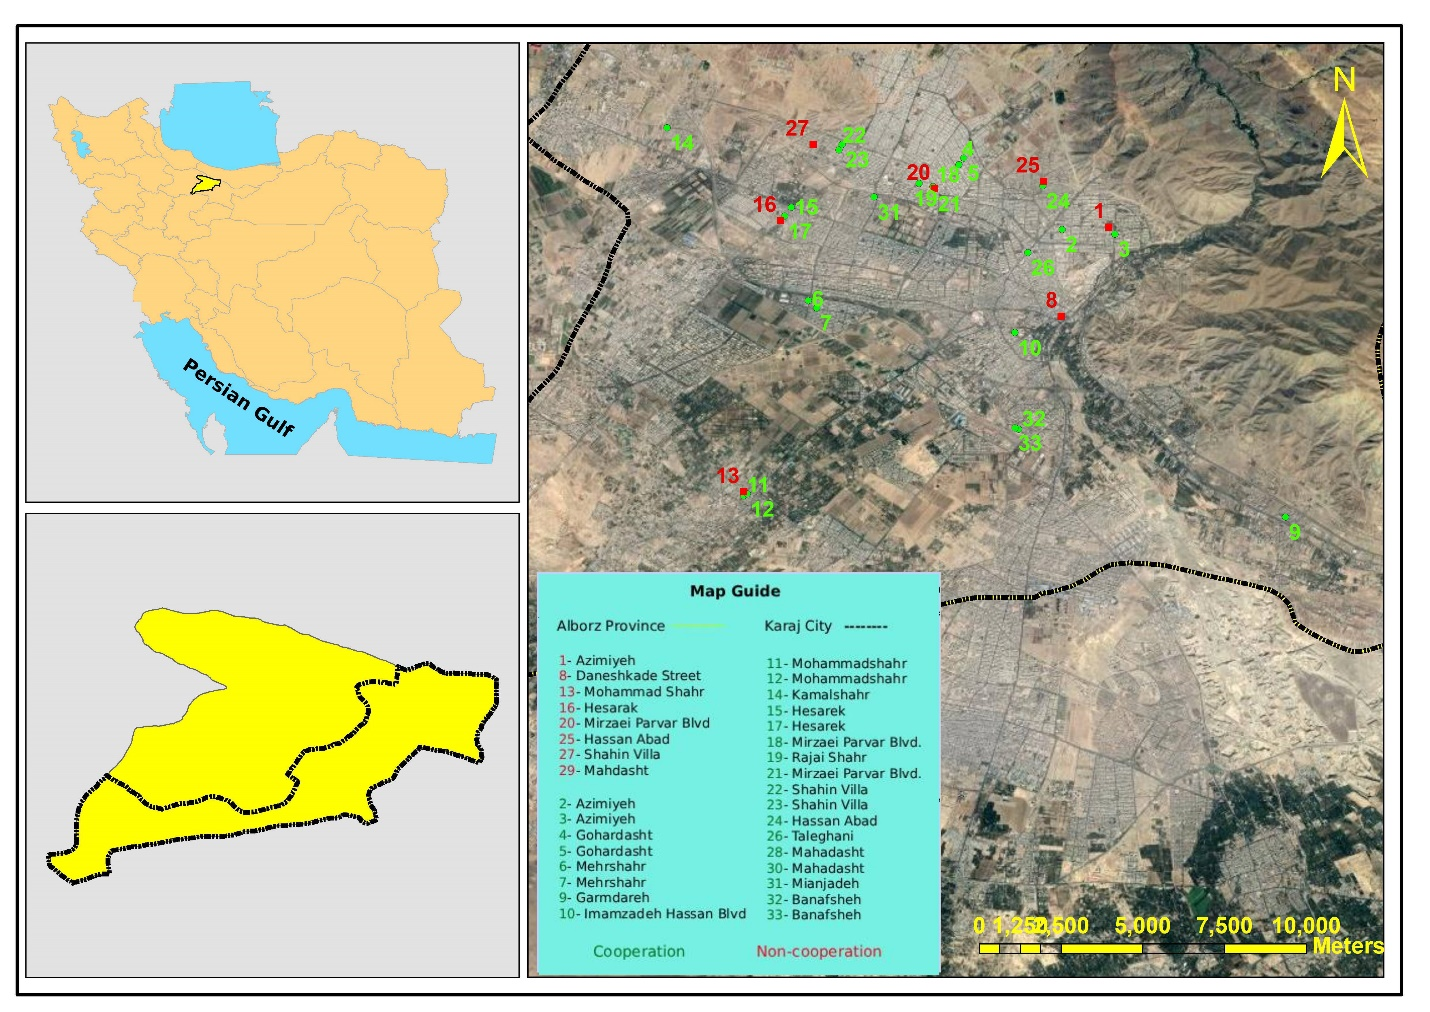 Persian Gulf
N
14
27
22
23
4
5
20
18
19
21
31
25
24
16
15
17
1
2
3
26
8
10
6
7
32
33
13
11
12
9
Map Guide
Alborz Province
Karaj City
1- Azimiyeh
8- Daneshkade Street
13- Mohammad Shahr
16- Hesarak
20- Mirzaei Parvar Blvd
25- Hassan Abad
27- Shahin Villa
29- Mahdasht
2- Azimiyeh
3- Azimiyeh
4- Gohardasht
5- Gohardasht
6- Mehrshahr
7- Mehrshahr
9- Garmdareh
10- Imamzadeh Hassan Blvd
11- Mohammadshahr
12- Mohammadshahr
14- Kamalshahr
15- Hesarek
17- Hesarek
18- Mirzaei Parvar Blvd.
19- Rajai Shahr
21- Mirzaei Parvar Blvd.
22- Shahin Villa
23- Shahin Villa
24- Hassan Abad
26- Taleghani
28- Mahadasht
30- Mahadasht
31- Mianjadeh
32- Banafsheh
33- Banafsheh
Cooperation
Non-cooperation
0 1,250 2,500 5,000 7,500 10,000
Meters